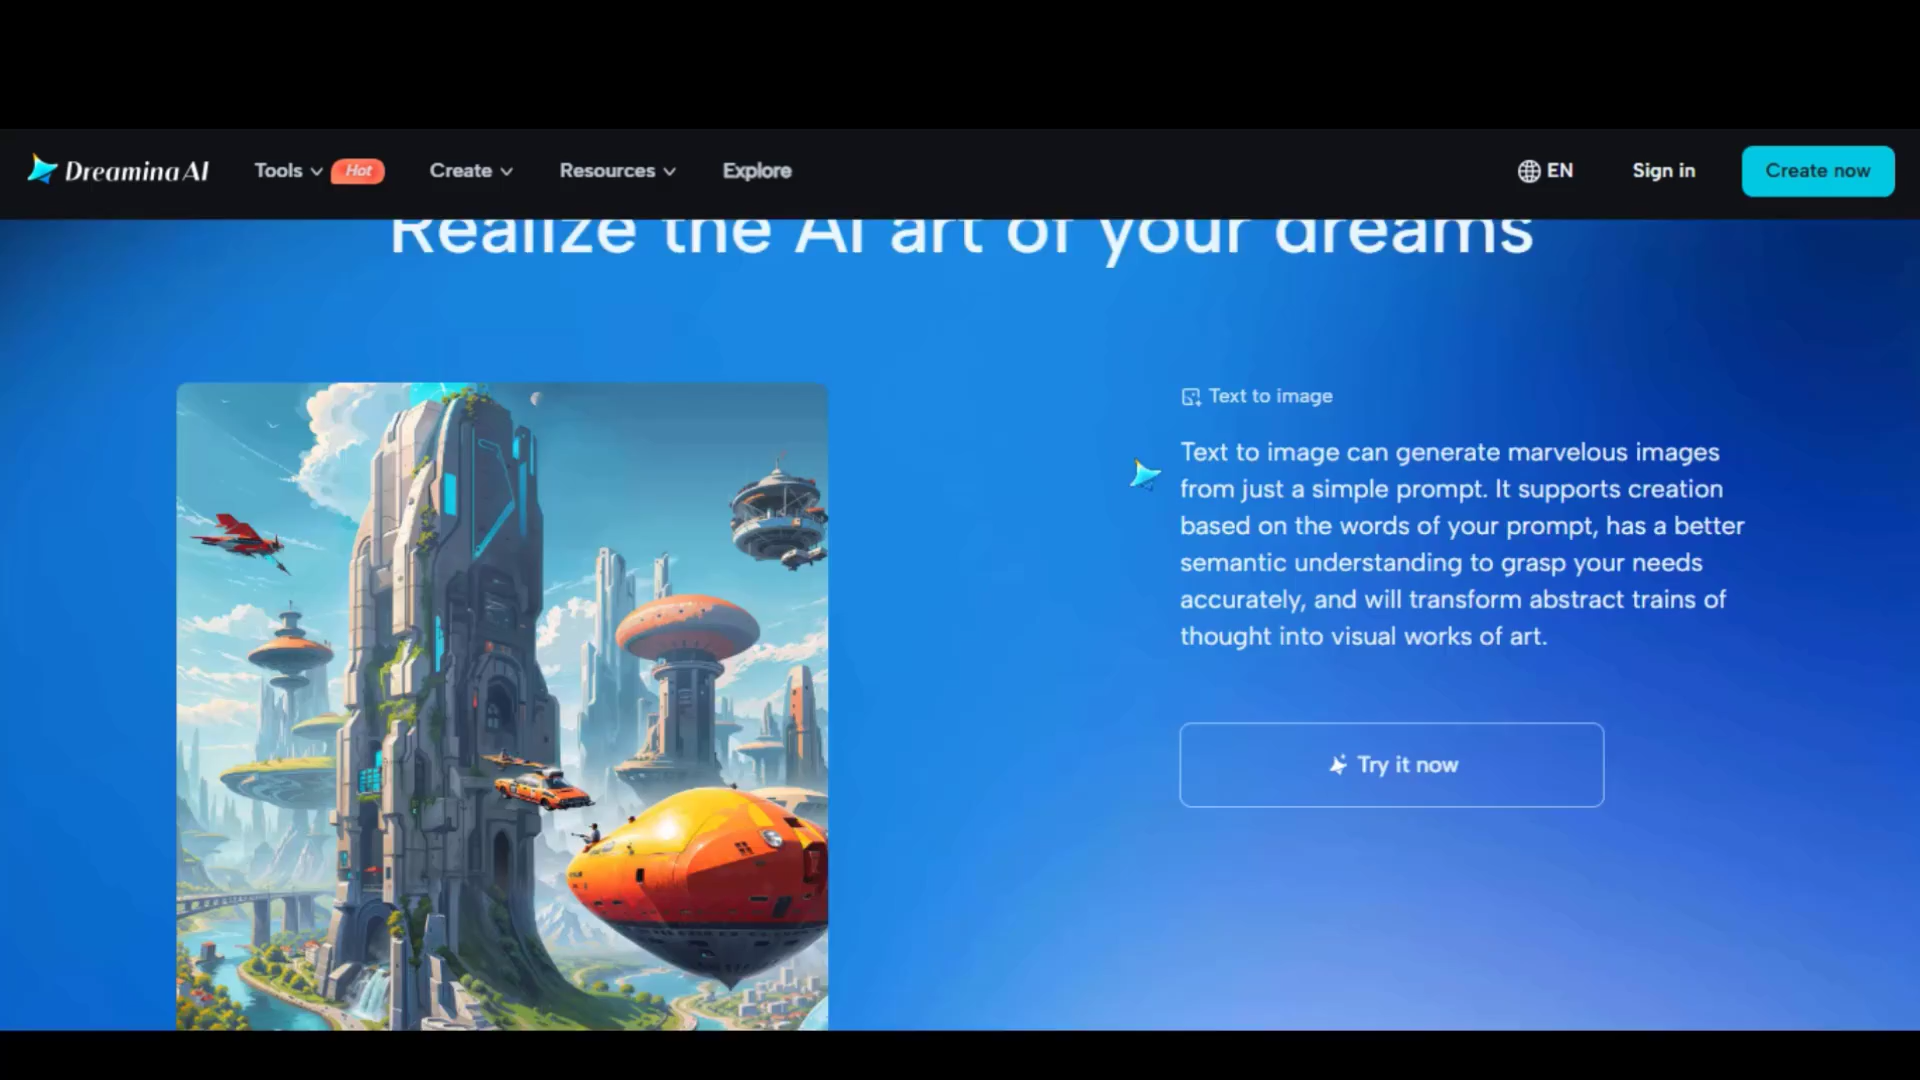 Dreamina AI
Tools Hot Create Resources Explore EN Sign in Create now
Realize the AI art of your dreams
Text to image
Text to image can generate marvelous images
from just a simple prompt. It supports creation
based on the words of your prompt, has a better
semantic understanding to grasp your needs
accurately, and will transform abstract trains of
thought into visual works of art.
Try it now